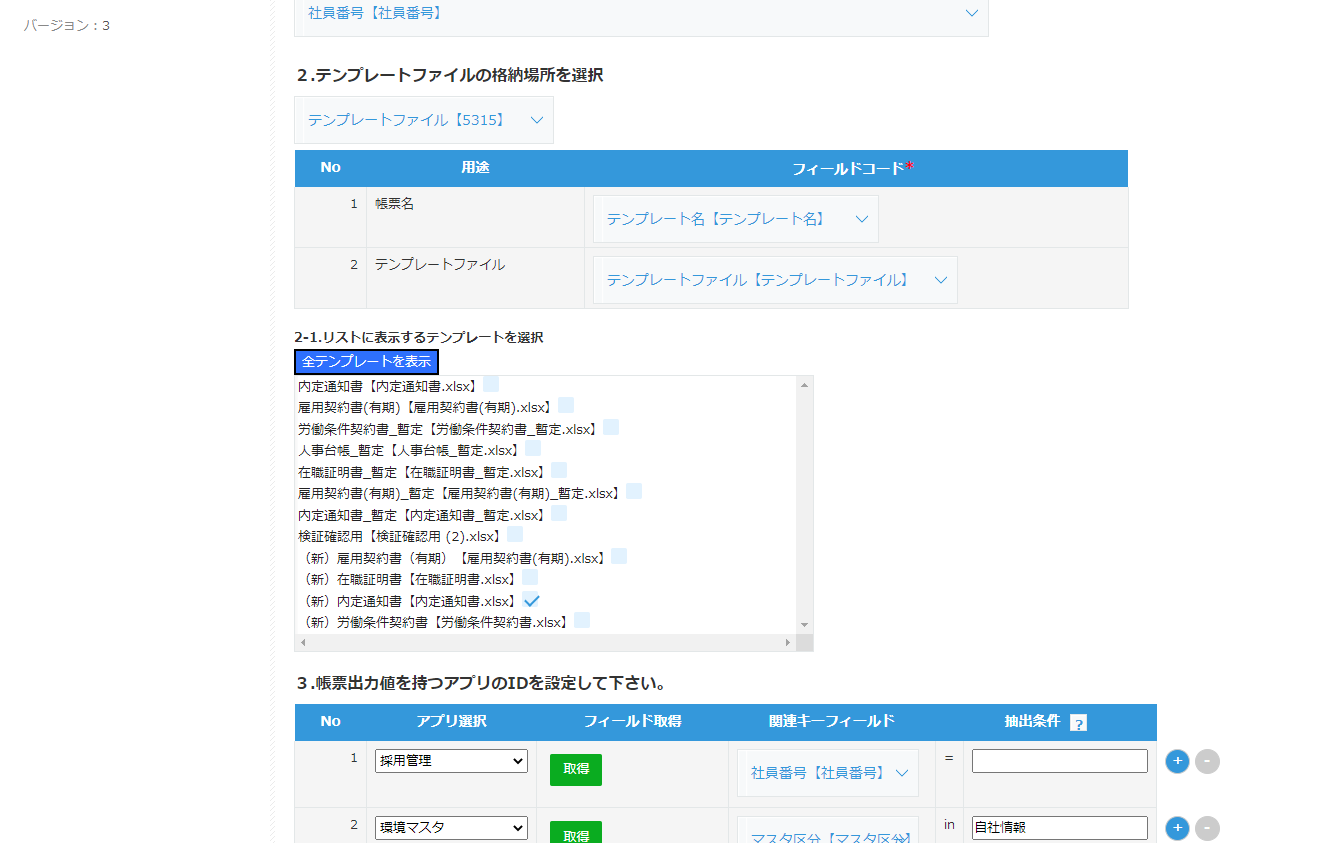 社員番号【社員番号】
バージョン：3
２.テンプレートファイルの格納場所を選択
テンプレートファイル【5315】
No 用途 フィールドコード*
1 帳票名 テンプレート名【テンプレート名】
2 テンプレートファイル テンプレートファイル【テンプレートファイル】
2-1.リストに表示するテンプレートを選択
全テンプレートを表示
内定通知書【内定通知書.xlsx】
雇用契約書(有期)【雇用契約書(有期).xlsx】
労働条件契約書_暫定【労働条件契約書_暫定.xlsx】
人事台帳_暫定【人事台帳_暫定.xlsx】
在職証明書_暫定【在職証明書_暫定.xlsx】
雇用契約書(有期)_暫定【雇用契約書(有期)_暫定.xlsx】
内定通知書_暫定【内定通知書_暫定.xlsx】
検証確認用【検証確認用 (2).xlsx】
（新）雇用契約書（有期）【雇用契約書(有期).xlsx】
（新）在職証明書【在職証明書.xlsx】
（新）内定通知書【内定通知書.xlsx】
（新）労働条件契約書【労働条件契約書.xlsx】
３.帳票出力値を持つアプリのIDを設定して下さい。
No アプリ選択 フィールド取得 関連キーフィールド 抽出条件 ?
1 採用管理 取得 社員番号【社員番号】 = + -
2 環境マスタ 取得 マスタ区分【マスタ区分】 in 自社情報 + -